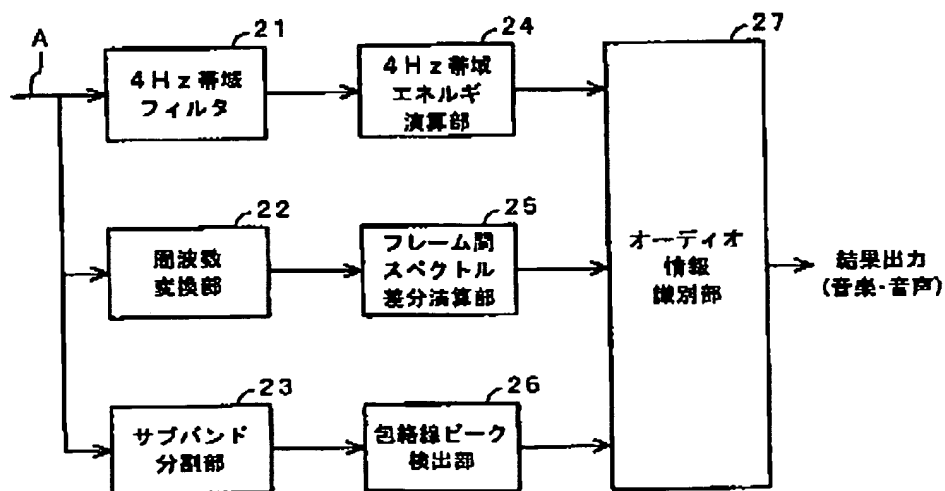 A
21
4Hz帯域
フィルタ
24
4Hz帯域
エネルギ
演算部
27
オーディオ
情報
識別部
22
周波数
変換部
25
フレーム間
スペクトル
差分演算部
結果出力
(音楽・音声)
23
サブバンド
分割部
26
包絡線ピーク
検出部